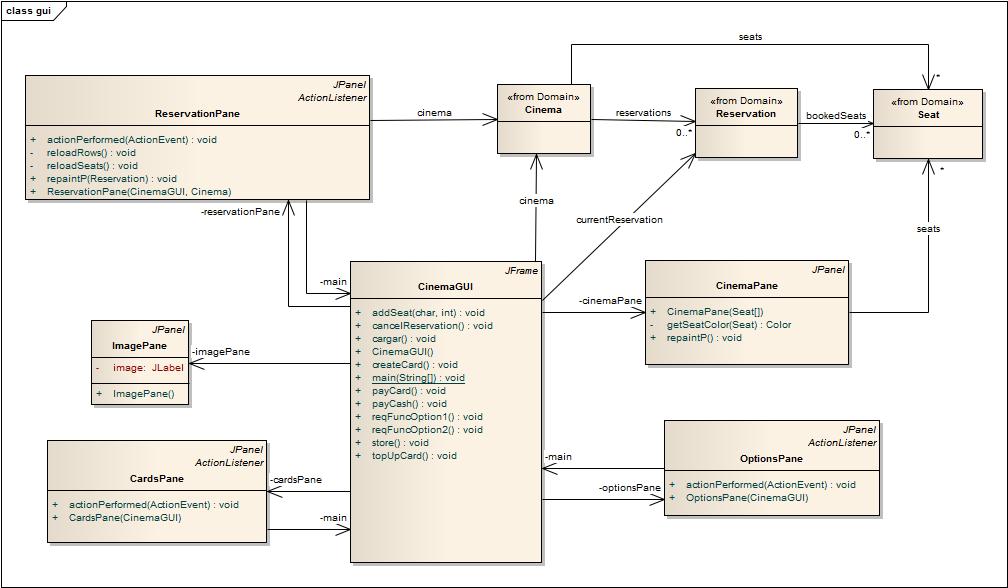 class gui
seats
*
JPanel
ActionListener
ReservationPane
+ actionPerformed(ActionEvent) : void
- reloadRows() : void
- reloadSeats() : void
+ repaintP(Reservation) : void
+ ReservationPane(CinemaGUI, Cinema)
cinema
«from Domain»
Cinema
reservations
0..*
«from Domain»
Reservation
bookedSeats
0..*
«from Domain»
Seat
*
-reservationPane
-main
cinema
currentReservation
seats
JFrame
CinemaGUI
+ addSeat(char, int) : void
+ cancelReservation() : void
+ cargar() : void
+ CinemaGUI()
+ createCard() : void
+ main(String[]) : void
+ payCard() : void
+ payCash() : void
+ reqFuncOption1() : void
+ reqFuncOption2() : void
+ store() : void
+ topUpCard() : void
-cinemaPane
JPanel
CinemaPane
+ CinemaPane(Seat[])
- getSeatColor(Seat) : Color
+ repaintP() : void
JPanel
ImagePane
- image: JLabel
+ ImagePane()
-imagePane
JPanel
ActionListener
CardsPane
+ actionPerformed(ActionEvent) : void
+ CardsPane(CinemaGUI)
-cardsPane
-main
-main
-optionsPane
JPanel
ActionListener
OptionsPane
+ actionPerformed(ActionEvent) : void
+ OptionsPane(CinemaGUI)